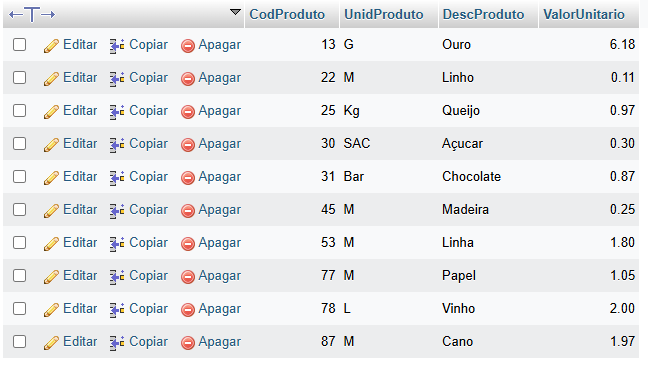 CodProduto UnidProduto DescProduto ValorUnitario
Editar Copiar Apagar 13 G Ouro 6.18
Editar Copiar Apagar 22 M Linho 0.11
Editar Copiar Apagar 25 Kg Queijo 0.97
Editar Copiar Apagar 30 SAC Açucar 0.30
Editar Copiar Apagar 31 Bar Chocolate 0.87
Editar Copiar Apagar 45 M Madeira 0.25
Editar Copiar Apagar 53 M Linha 1.80
Editar Copiar Apagar 77 M Papel 1.05
Editar Copiar Apagar 78 L Vinho 2.00
Editar Copiar Apagar 87 M Cano 1.97